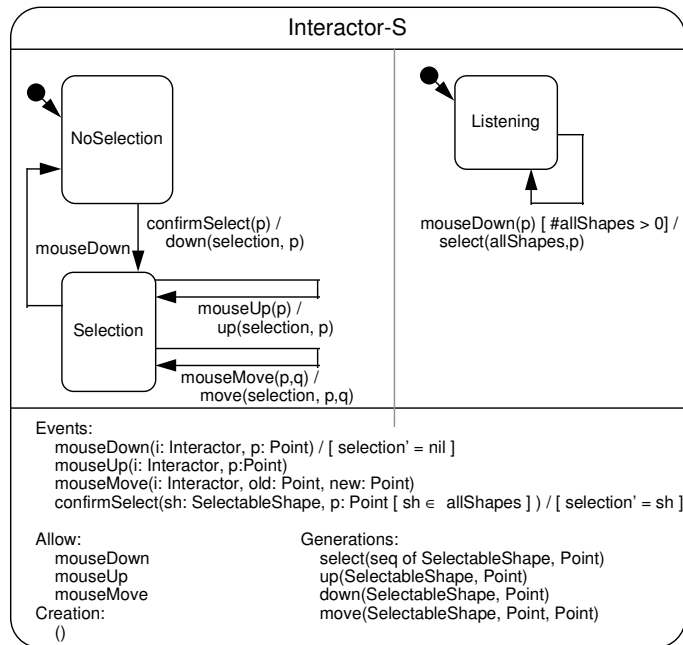 Interactor-S
NoSelection
confirmSelect(p) /
down(selection, p)
mouseDown
Selection
mouseUp(p) /
up(selection, p)
mouseMove(p,q) /
move(selection, p,q)
Listening
mouseDown(p) [ #allShapes > 0] /
select(allShapes,p)
Events:
mouseDown(i: Interactor, p: Point) / [ selection' = nil ]
mouseUp(i: Interactor, p:Point)
mouseMove(i: Interactor, old: Point, new: Point)
confirmSelect(sh: SelectableShape, p: Point [ sh ∈ allShapes ] ) / [ selection' = sh ]
Allow:
mouseDown
mouseUp
mouseMove
Creation:
()
Generations:
select(seq of SelectableShape, Point)
up(SelectableShape, Point)
down(SelectableShape, Point)
move(SelectableShape, Point, Point)